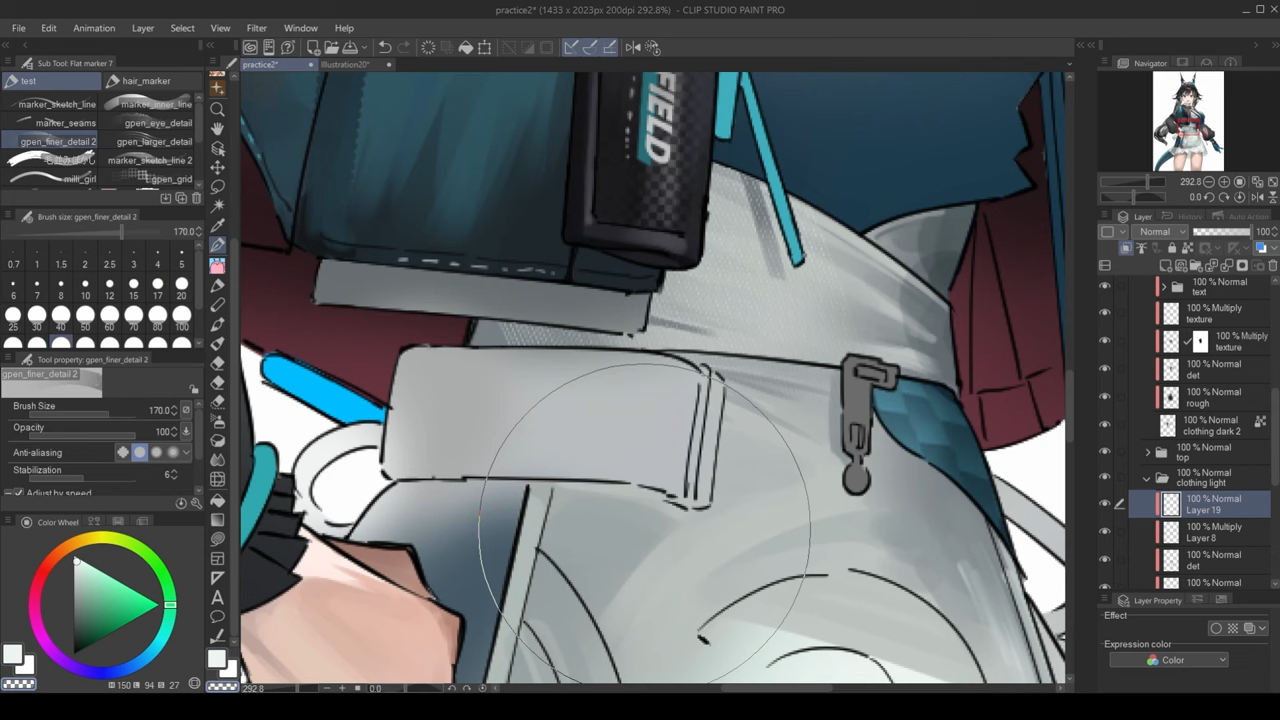 practice2* (1433 x 2023px 200dpi 292.8%) - CLIP STUDIO PAINT PRO
File Edit Animation Layer Select View Filter Window Help
Sub Tool: Flat marker 7
practice2* Illustration20*
Navigator
test hair_marker
marker_sketch_line marker_inner_line
marker_seams gpen_eye_detail
gpen_finer_detail 2 gpen_larger_detail
marker_sketch_line 2
milli_girl gpen_grid
292.8
0.0
Brush size: gpen_finer_detail 2
170.0
Layer History Auto Action
Normal 100
0.7 1 1.5 2 2.5 3 4 5
6 7 8 10 12 15 17 20
25 30 40 50 60 70 80 100
FIELD
text
100 % Normal
100 % Multiply
texture
100 % Multiply
texture
100 % Normal
det
100 % Normal
rough
100 % Normal
clothing dark 2
100 % Normal
top
100 % Normal
clothing light
100 % Normal
Layer 19
100 % Multiply
Layer 8
100 % Normal
det
100 % Normal
Tool property: gpen_finer_detail 2
gpen_finer_detail 2
Brush Size 170.0
Opacity 100
Anti-aliasing
Stabilization 6
Adjust by speed
Color Wheel
150 94 27
292.8 0.0
Layer Property
Effect
Expression color
Color